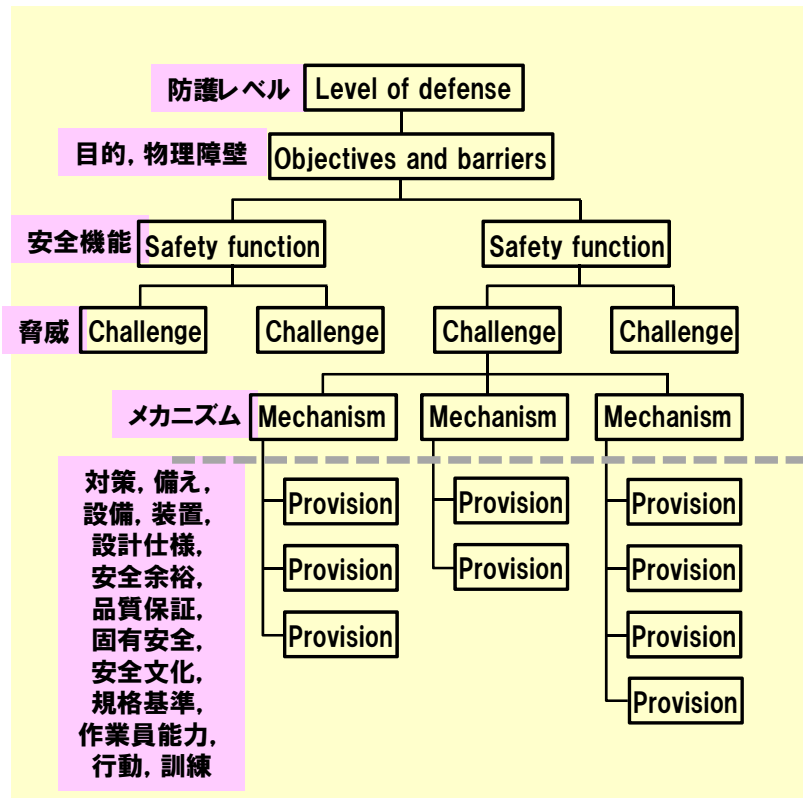 防護レベル Level of defense
目的, 物理障壁 Objectives and barriers
安全機能 Safety function Safety function
脅威 Challenge Challenge Challenge Challenge
メカニズム Mechanism Mechanism Mechanism
対策, 備え,
設備, 装置,
設計仕様,
安全余裕,
品質保証,
固有安全,
安全文化,
規格基準,
作業員能力,
行動, 訓練
Provision Provision Provision
Provision Provision Provision
Provision Provision
Provision